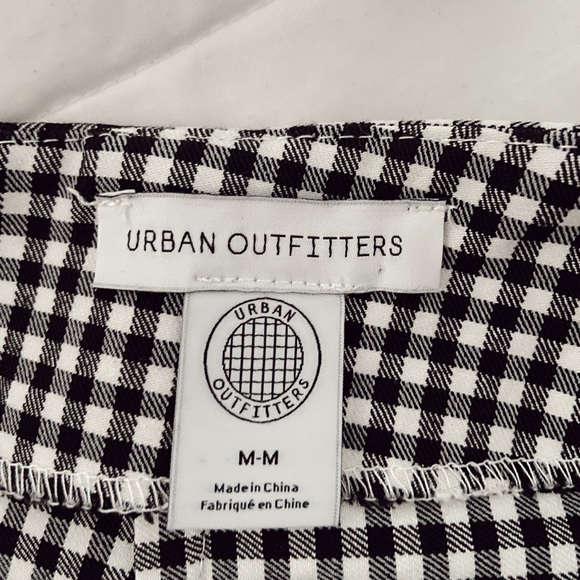 URBAN OUTFITTERS
URBAN
OUTFITTERS
M-M
Made in China
Fabriqué en Chine